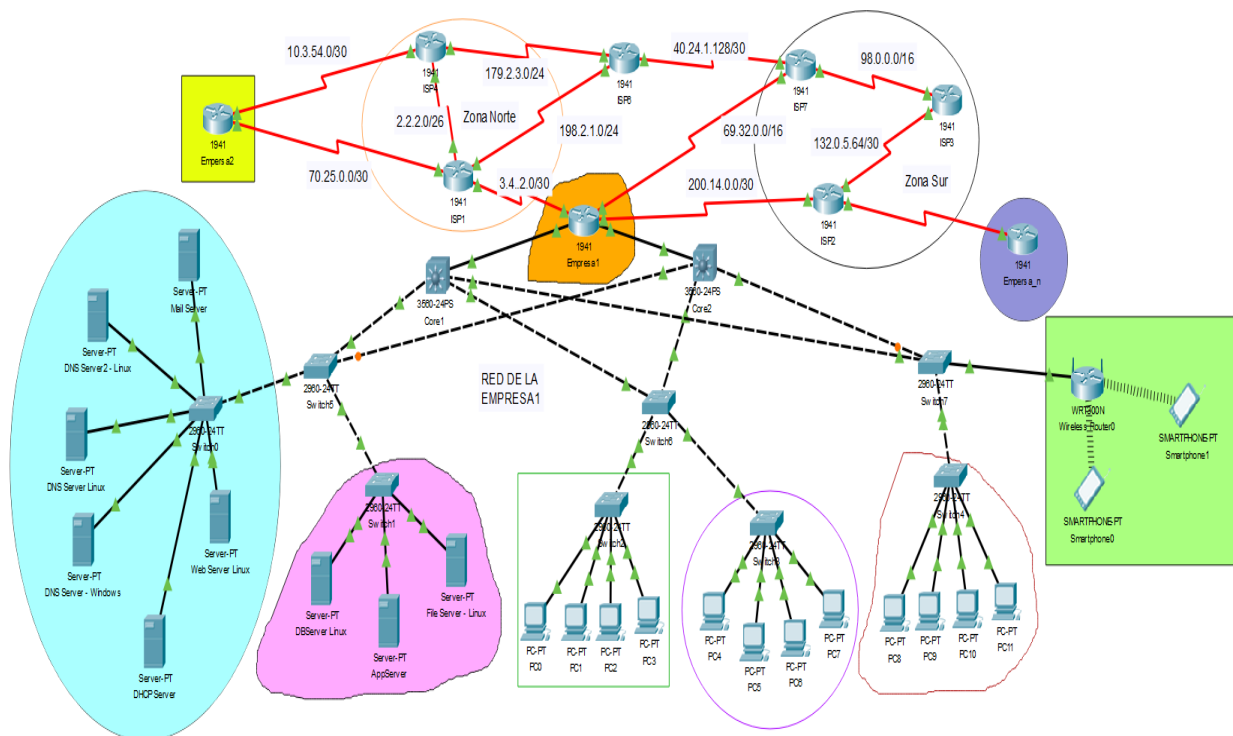 10.3.54.0/30
1941
ISP4
179.2.3.0/24
1941
ISP6
40.24.1.128/30
1941
ISP7
98.0.0.0/16
1941
ISP3
1941
Empersa2
2.2.2.0/26
Zona Norte
198.2.1.0/24
69.32.0.0/16
132.0.5.64/30
70.25.0.0/30
1941
ISP1
3.4..2.0/30
200.14.0.0/30
Zona Sur
1941
ISP2
1941
Empresa1
1941
Empersa_n
3560-24PS
Core1
3560-24PS
Core2
Server-PT
Mail Server
Server-PT
DNS Server2 - Linux
Server-PT
DNS Server Linux
Server-PT
DNS Server - Windows
Server-PT
Web Server Linux
Server-PT
DHCP Server
2960-24TT
Switch0
2960-24TT
Switch5
RED DE LA
EMPRESA1
2960-24TT
Switch6
2960-24TT
Switch7
WRT300N
Wireless Router0
SMARTPHONE-PT
Smartphone1
SMARTPHONE-PT
Smartphone0
2960-24TT
Switch1
Server-PT
DBServer Linux
Server-PT
AppServer
Server-PT
File Server - Linux
2960-24TT
Switch2
PC-PT
PC0
PC-PT
PC1
PC-PT
PC2
PC-PT
PC3
2960-24TT
Switch3
PC-PT
PC4
PC-PT
PC5
PC-PT
PC6
PC-PT
PC7
2960-24TT
Switch4
PC-PT
PC8
PC-PT
PC9
PC-PT
PC10
PC-PT
PC11